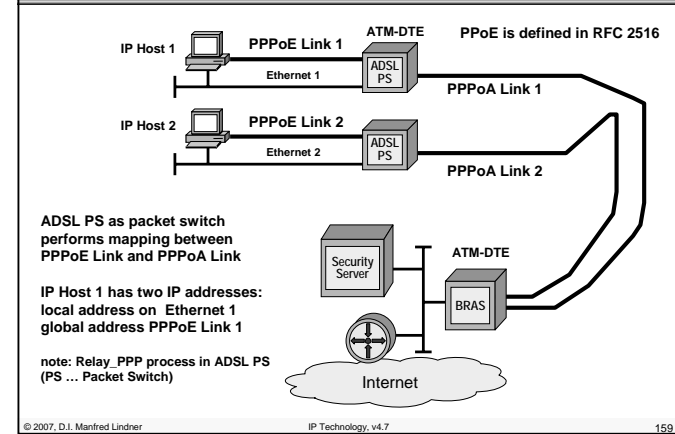 ATM-DTE
PPoE is defined in RFC 2516
IP Host 1
PPPoE Link 1
Ethernet 1
ADSL
PS
PPPoA Link 1
IP Host 2
PPPoE Link 2
Ethernet 2
ADSL
PS
PPPoA Link 2
ADSL PS as packet switch
performs mapping between
PPPoE Link and PPPoA Link
IP Host 1 has two IP addresses:
local address on Ethernet 1
global address PPPoE Link 1
note: Relay_PPP process in ADSL PS
(PS ... Packet Switch)
Security
Server
ATM-DTE
BRAS
Internet
© 2007, D.I. Manfred Lindner
IP Technology, v4.7
159